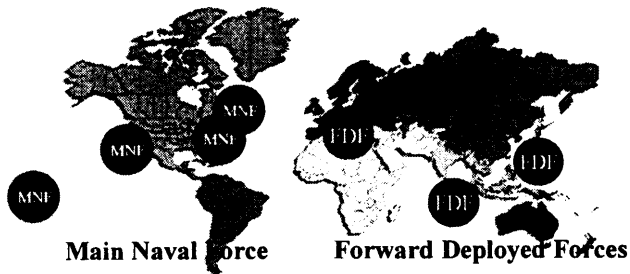 MNF
MNF
MNF
FDF
FDF
MNF
FDF
Main Naval Force
Forward Deployed Forces